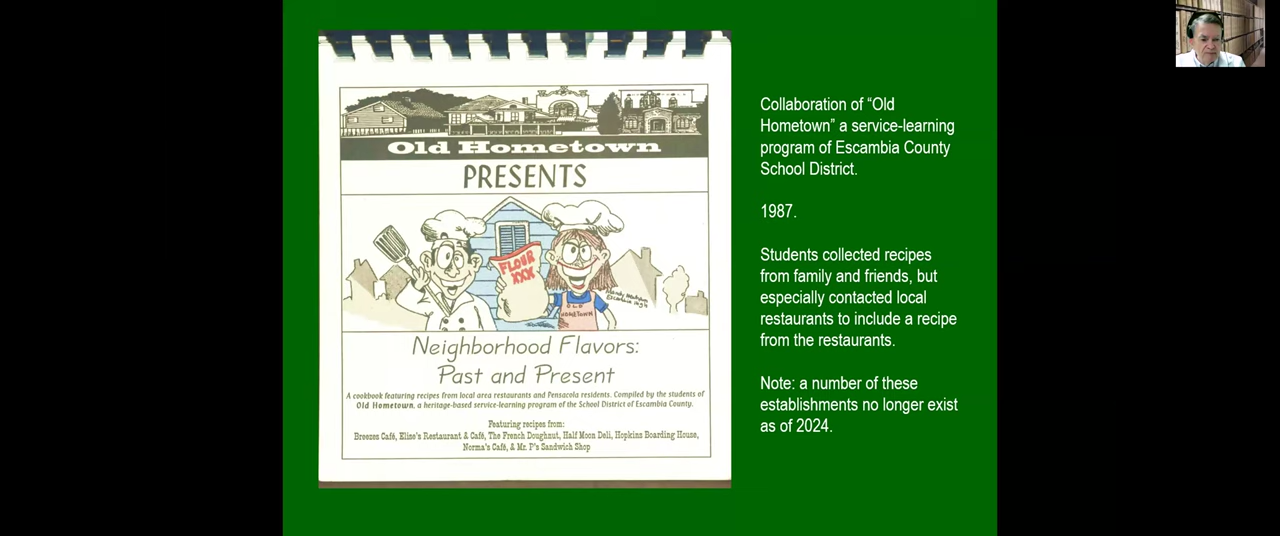 Old Hometown
PRESENTS
FLOUR
XXX
OLD
HOMETOWN
Escambia High
Neighborhood Flavors:
Past and Present
A cookbook featuring recipes from local area restaurants and Pensacola residents. Compiled by the students of
Old Hometown, a heritage-based service-learning program of the School District of Escambia County.
Featuring recipes from:
Breezes Café, Elise's Restaurant & Café, The French Doughnut, Half Moon Deli, Hopkins Boarding House,
Norma's Café, & Mr. P's Sandwich Shop
Collaboration of “Old
Hometown” a service-learning
program of Escambia County
School District.
1987.
Students collected recipes
from family and friends, but
especially contacted local
restaurants to include a recipe
from the restaurants.
Note: a number of these
establishments no longer exist
as of 2024.